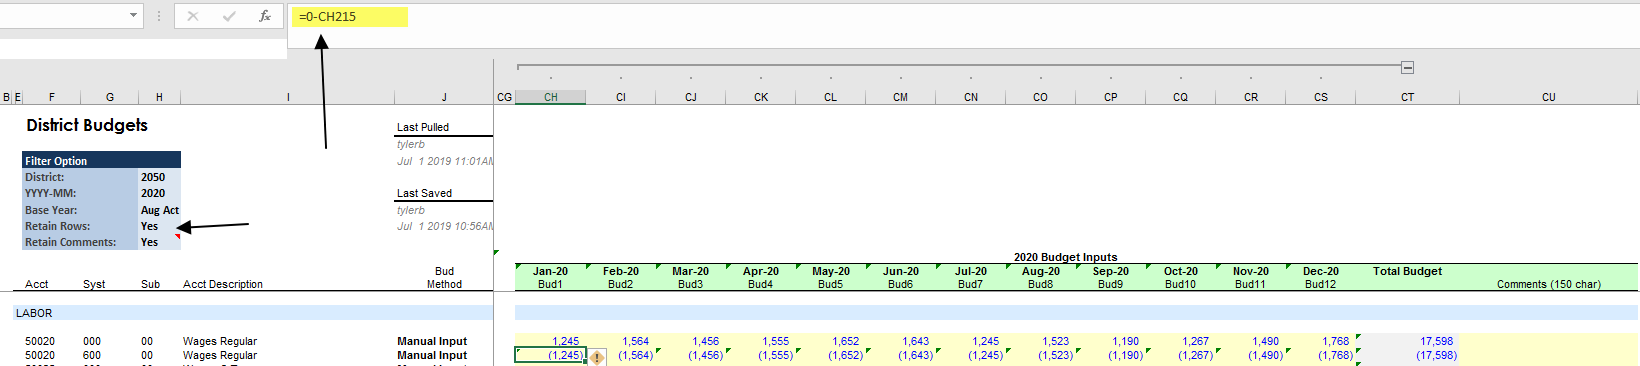 fx =0-CH215
B E F G H I J CG CH CI CJ CK CL CM CN CO CP CQ CR CS CT CU
District Budgets
Last Pulled
tylerb
Filter Option
Jul 1 2019 11:01AM
District: 2050
YYYY-MM: 2020
Last Saved
Base Year: Aug Act
tylerb
Retain Rows: Yes
Jul 1 2019 10:56AM
Retain Comments: Yes
2020 Budget Inputs
Bud Jan-20 Feb-20 Mar-20 Apr-20 May-20 Jun-20 Jul-20 Aug-20 Sep-20 Oct-20 Nov-20 Dec-20 Total Budget
Acct Syst Sub Acct Description Method Bud1 Bud2 Bud3 Bud4 Bud5 Bud6 Bud7 Bud8 Bud9 Bud10 Bud11 Bud12 Comments (150 char)
LABOR
50020 000 00 Wages Regular Manual Input 1,245 1,564 1,456 1,555 1,652 1,643 1,245 1,523 1,190 1,267 1,490 1,768 17,598
50020 600 00 Wages Regular Manual Input (1,245) (1,564) (1,456) (1,555) (1,652) (1,643) (1,245) (1,523) (1,190) (1,267) (1,490) (1,768) (17,598)